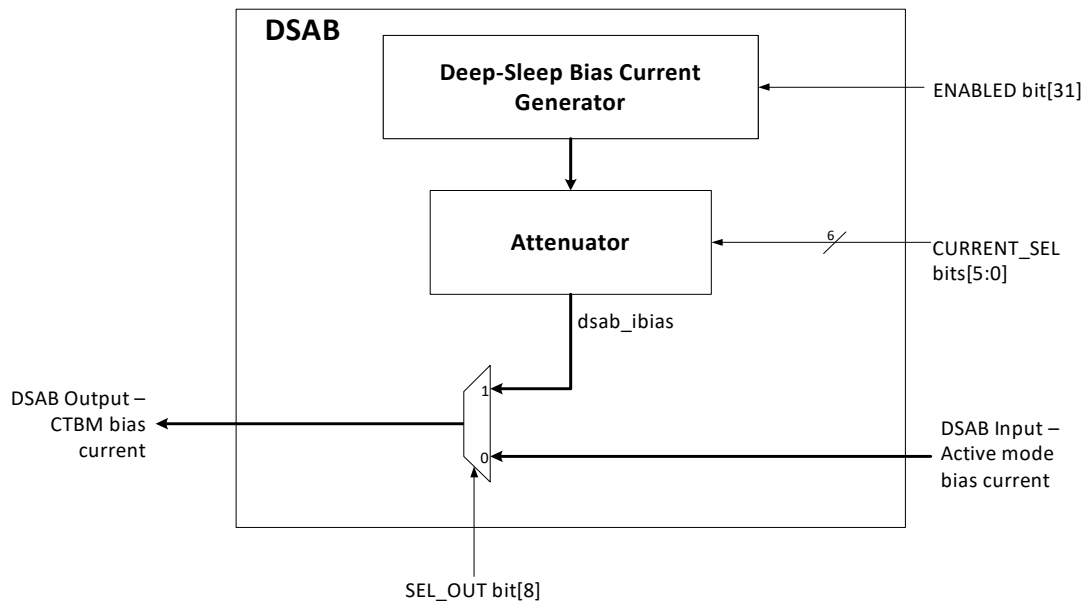 DSAB
Deep-Sleep Bias Current
Generator
ENABLED bit[31]
Attenuator
6
CURRENT_SEL
bits[5:0]
dsab_ibias
1
DSAB Output –
CTBM bias
current
0
DSAB Input –
Active mode
bias current
SEL_OUT bit[8]